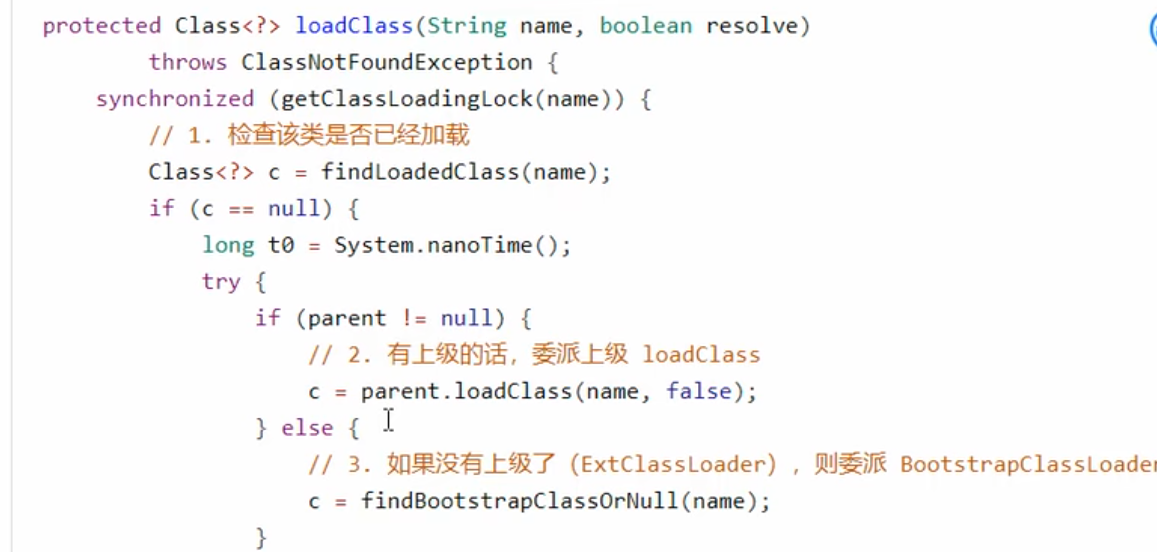 protected Class<?> loadClass(String name, boolean resolve)
throws ClassNotFoundException {
synchronized (getClassLoadingLock(name)) {
// 1. 检查该类是否已经加载
Class<?> c = findLoadedClass(name);
if (c == null) {
long t0 = System.nanoTime();
try {
if (parent != null) {
// 2. 有上级的话，委派上级 loadClass
c = parent.loadClass(name, false);
} else {
// 3. 如果没有上级了（ExtClassLoader），则委派 BootstrapClassLoader
c = findBootstrapClassOrNull(name);
}